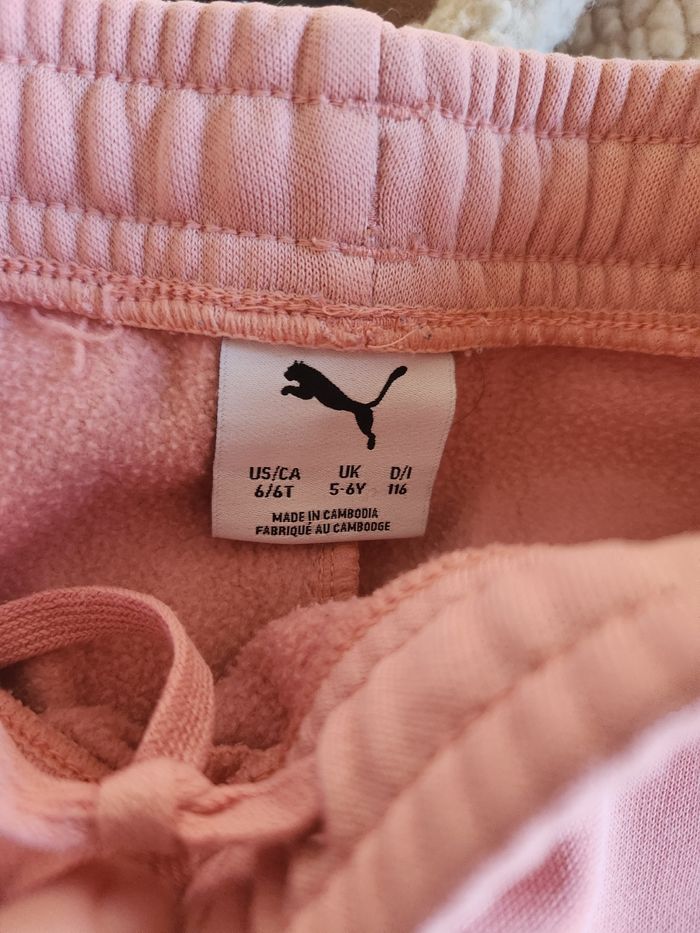 US/CA UK D/I
6/6T 5-6Y 116
MADE IN CAMBODIA
FABRIQUÉ AU CAMBODGE